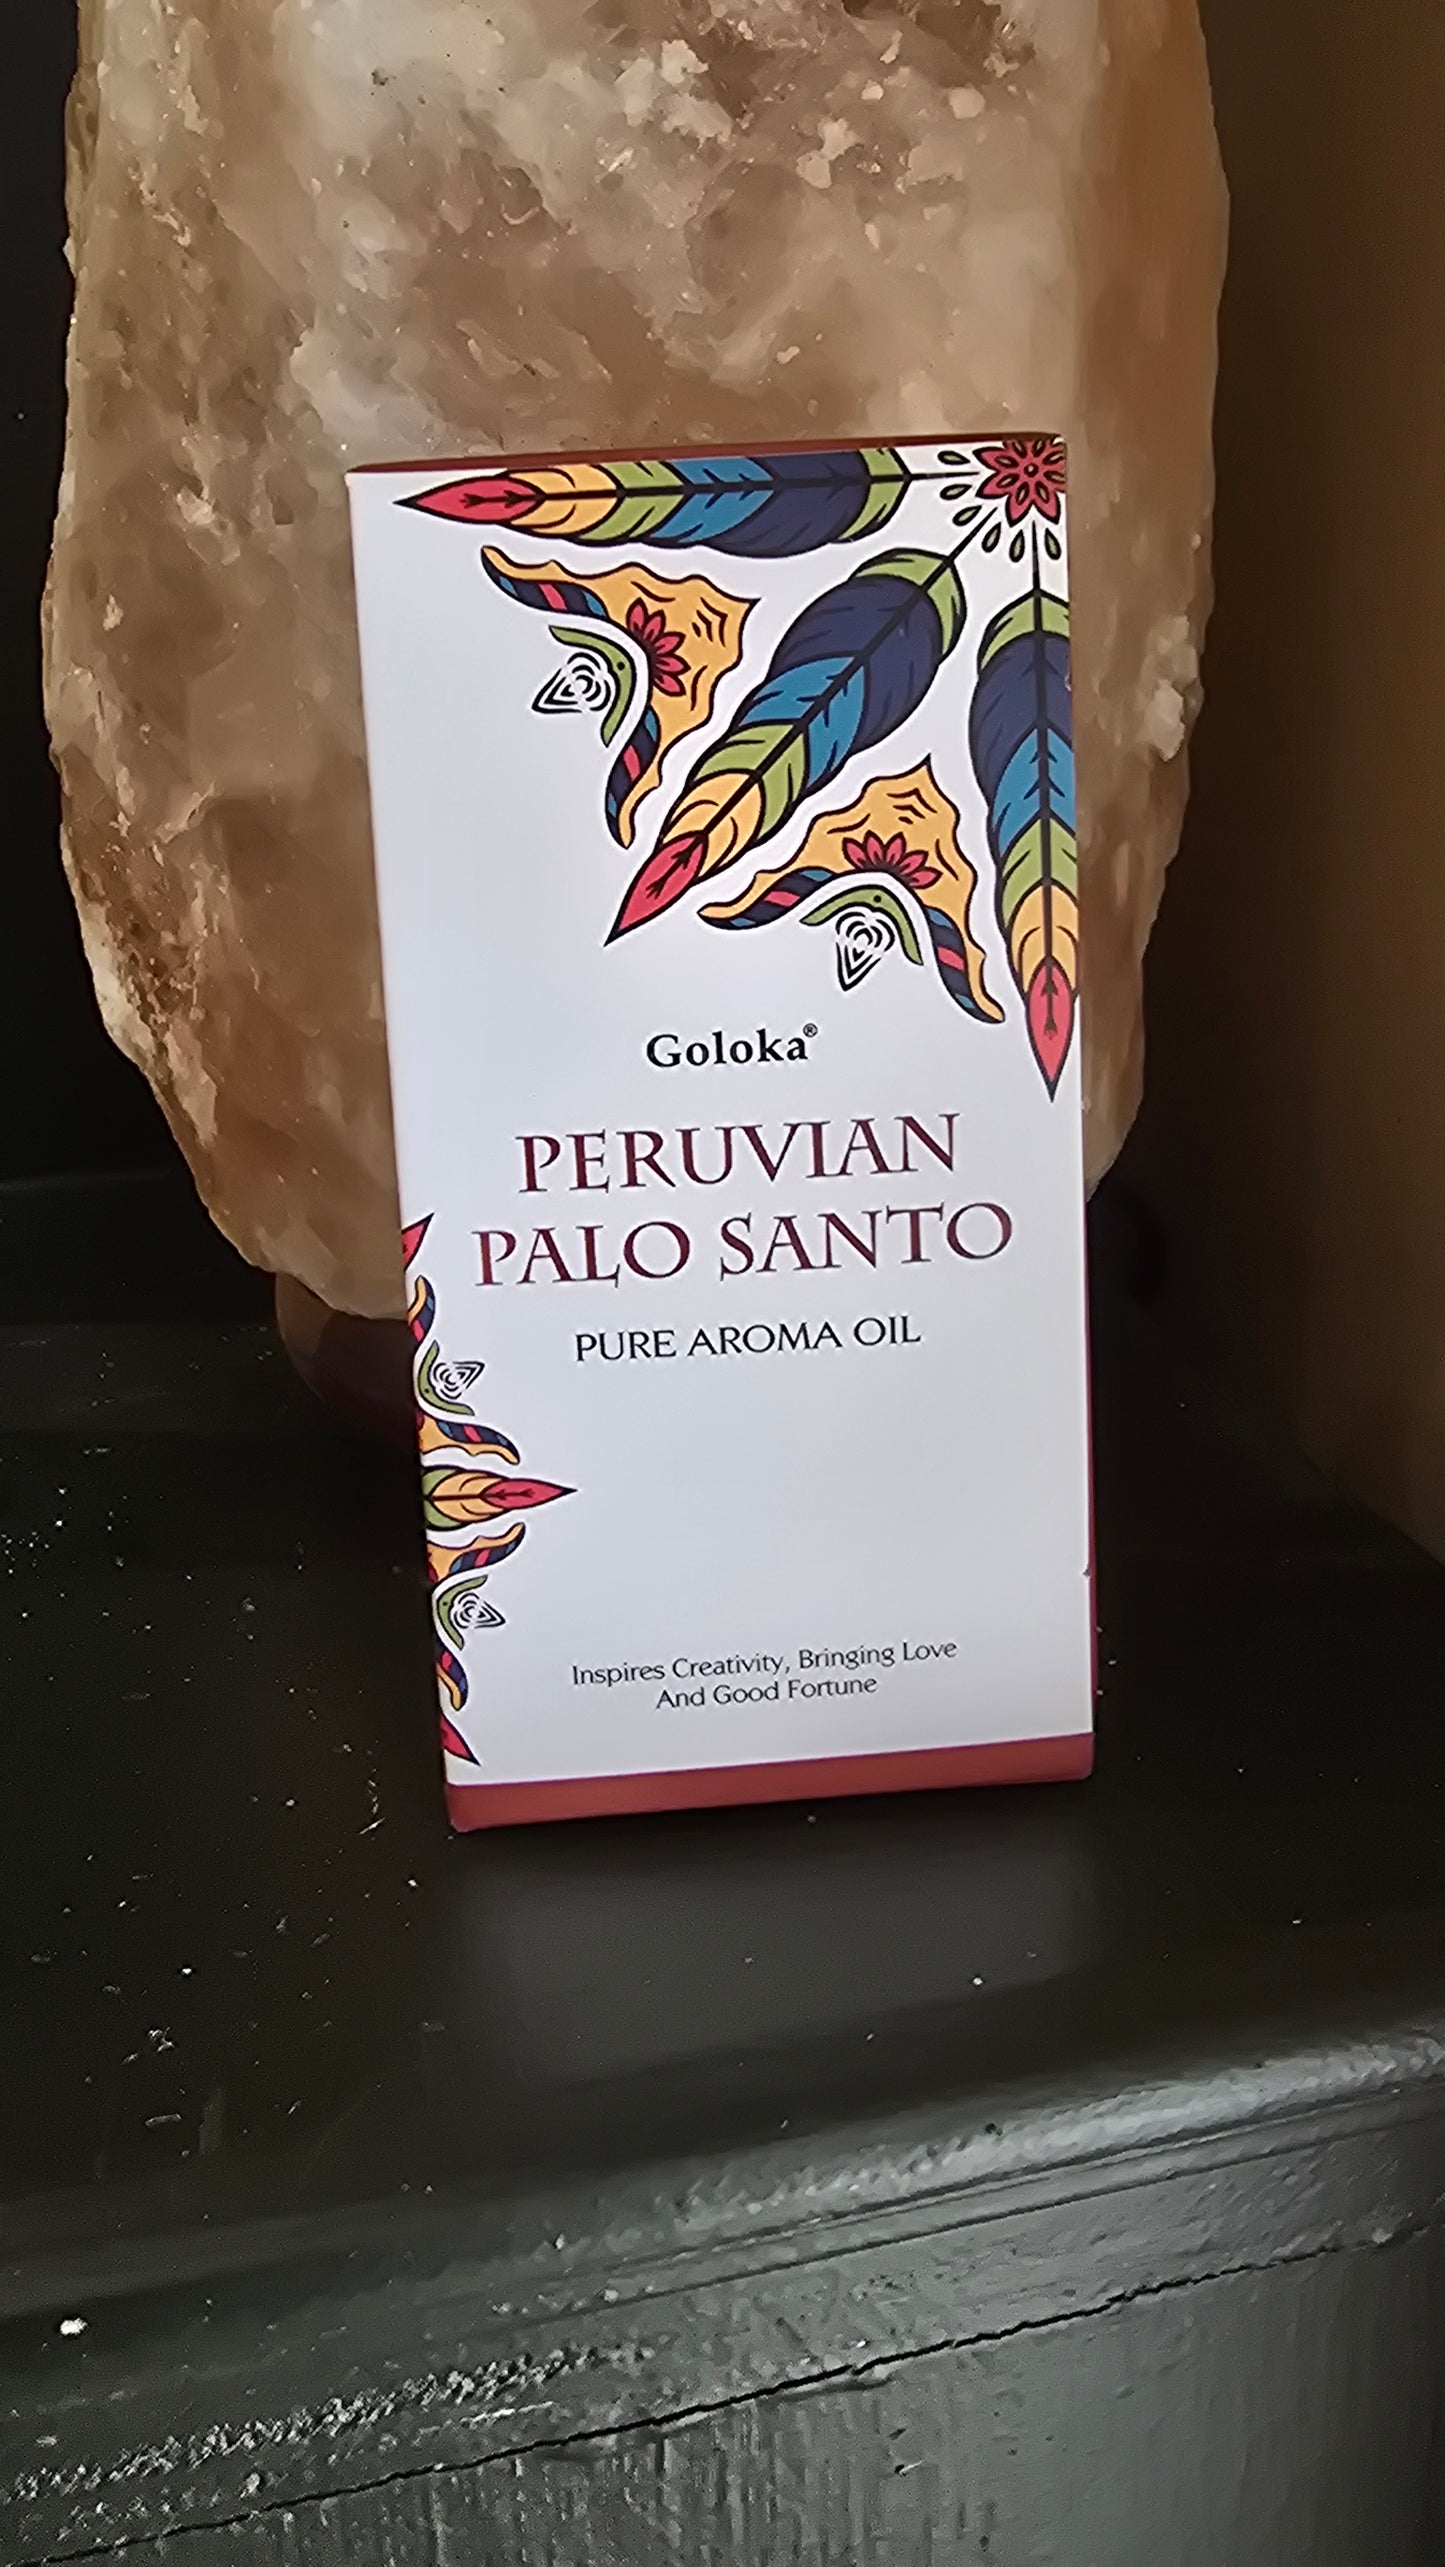 Goloka®
PERUVIAN
PALO SANTO
PURE AROMA OIL
Inspires Creativity, Bringing Love
And Good Fortune